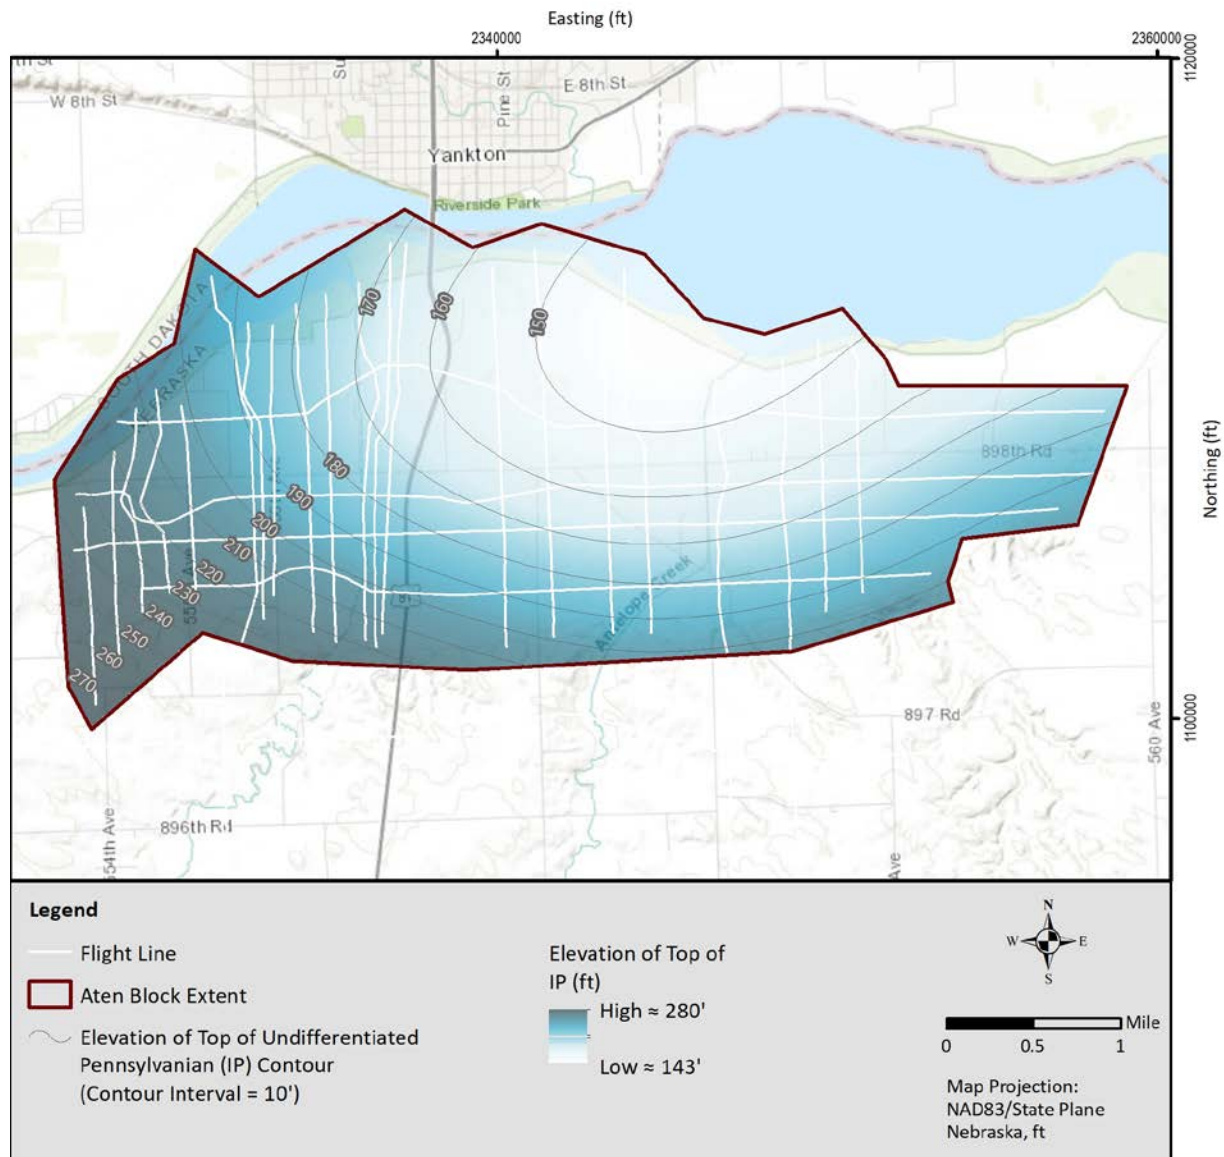 Easting (ft)
2340000
2360000
1120000
W 8th St
Pine St
E 8th St
Yankton
Riverside Park
SOUTH DAKOTA
NEBRASKA
170
160
150
180
190
200
210
220
230
240
250
260
270
898th Rd
Northing (ft)
Antelope Creek
1100000
897 Rd
560 Ave
896th Rd
554th Ave
Ave
Legend
Flight Line
Aten Block Extent
Elevation of Top of Undifferentiated
Pennsylvanian (IP) Contour
(Contour Interval = 10')
Elevation of Top of
IP (ft)
High ≈ 280'
Low ≈ 143'
N
W
E
S
Mile
0
0.5
1
Map Projection:
NAD83/State Plane
Nebraska, ft